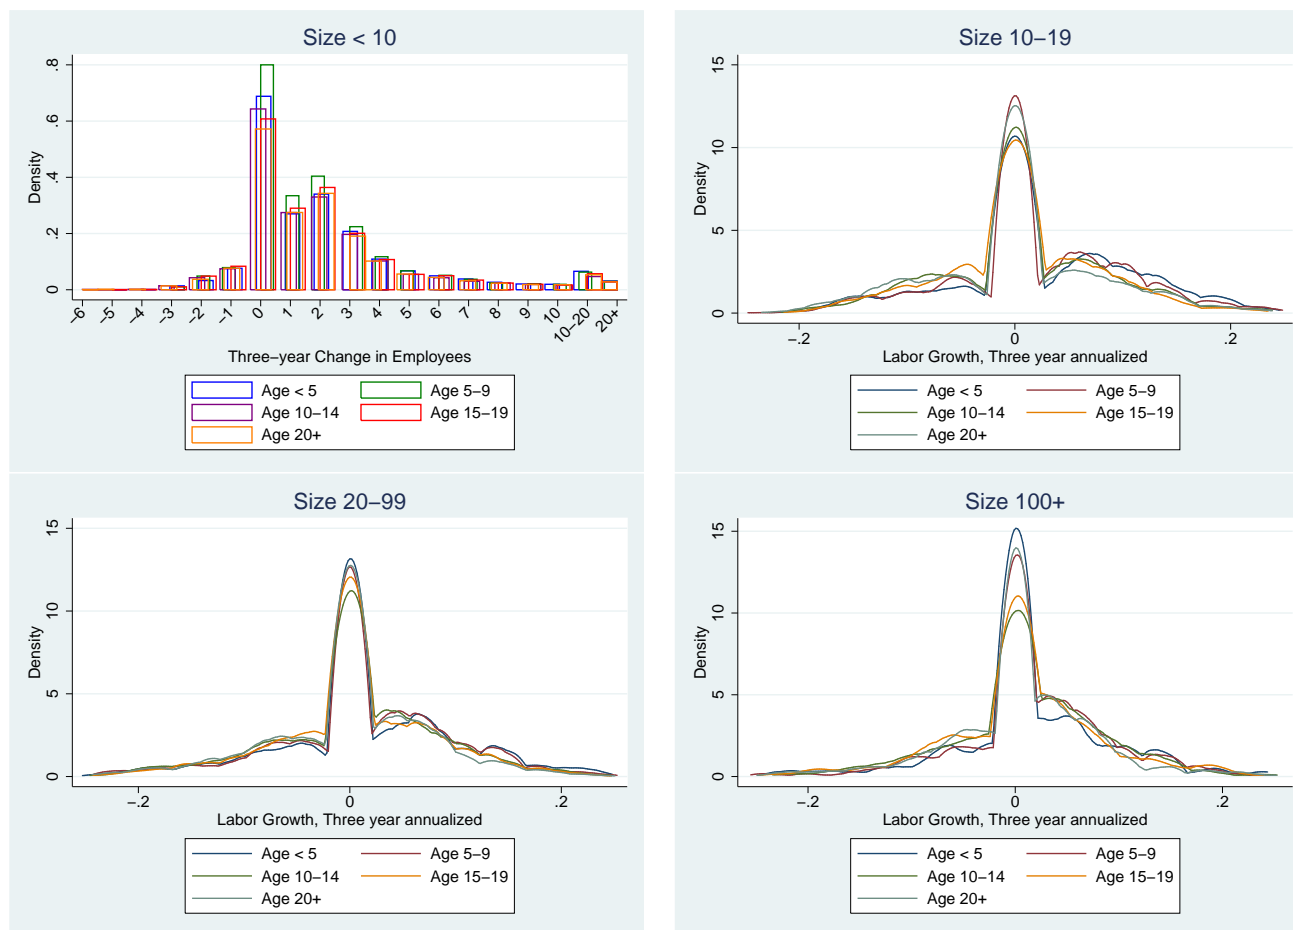 Size < 10
Density
0 .2 .4 .6 .8
−6 −5 −4 −3 −2 −1 0 1 2 3 4 5 6 7 8 9 10 10−20 20+
Three−year Change in Employees
Age < 5 Age 5−9
Age 10−14 Age 15−19
Age 20+
Size 10−19
Density
0 5 10 15
−.2 0 .2
Labor Growth, Three year annualized
Age < 5 Age 5−9
Age 10−14 Age 15−19
Age 20+
Size 20−99
Density
0 5 10 15
−.2 0 .2
Labor Growth, Three year annualized
Age < 5 Age 5−9
Age 10−14 Age 15−19
Age 20+
Size 100+
Density
0 5 10 15
−.2 0 .2
Labor Growth, Three year annualized
Age < 5 Age 5−9
Age 10−14 Age 15−19
Age 20+